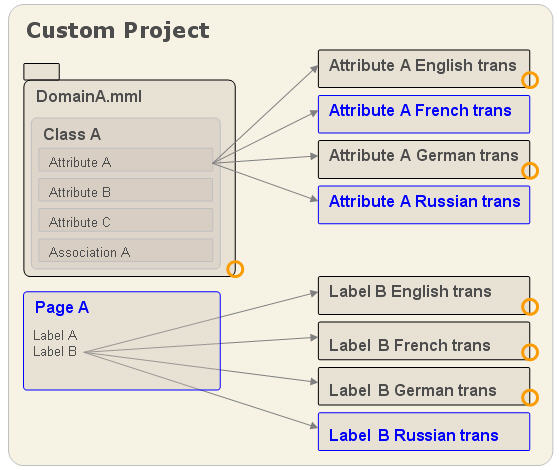 Custom Project
DomainA.mml
Class A
Attribute A
Attribute B
Attribute C
Association A
Attribute A English trans
Attribute A French trans
Attribute A German trans
Attribute A Russian trans
Page A
Label A
Label B
Label B English trans
Label B French trans
Label B German trans
Label B Russian trans